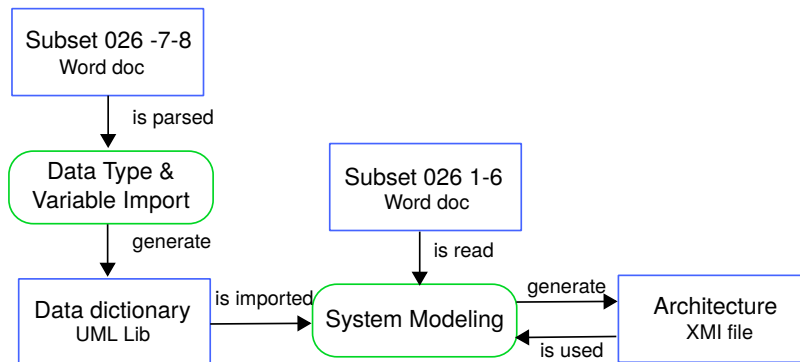 Subset 026 -7-8
Word doc
is parsed
Data Type &
Variable Import
generate
Data dictionary
UML Lib
is imported
Subset 026 1-6
Word doc
is read
System Modeling
generate
is used
Architecture
XMI file